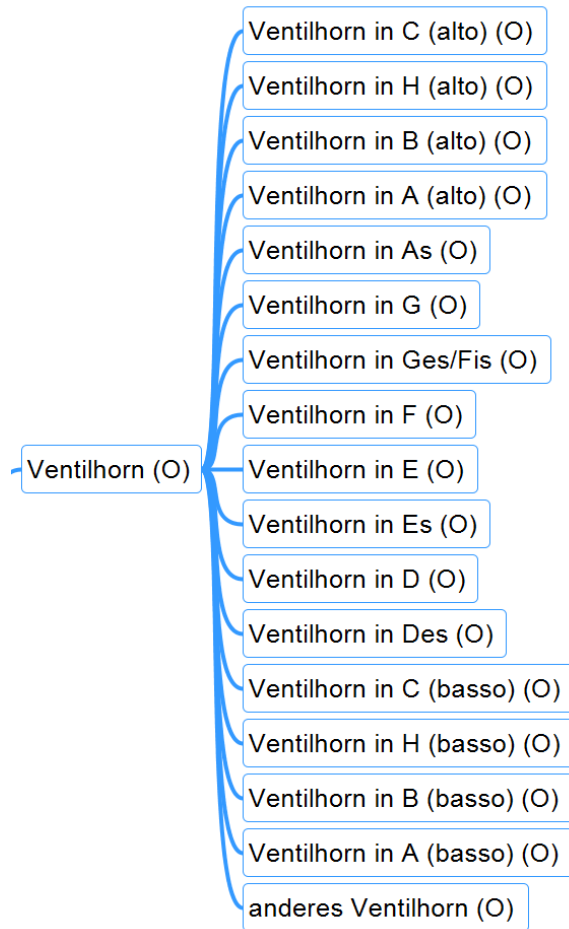 Ventilhorn in C (alto) (O)
Ventilhorn in H (alto) (O)
Ventilhorn in B (alto) (O)
Ventilhorn in A (alto) (O)
Ventilhorn in As (O)
Ventilhorn in G (O)
Ventilhorn in Ges/Fis (O)
Ventilhorn in F (O)
Ventilhorn (O)
Ventilhorn in E (O)
Ventilhorn in Es (O)
Ventilhorn in D (O)
Ventilhorn in Des (O)
Ventilhorn in C (basso) (O)
Ventilhorn in H (basso) (O)
Ventilhorn in B (basso) (O)
Ventilhorn in A (basso) (O)
anderes Ventilhorn (O)